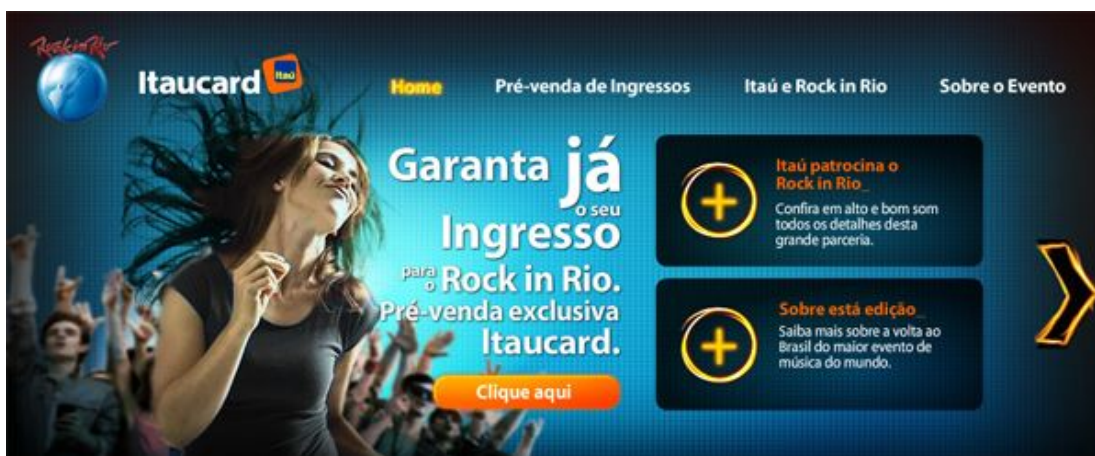 Rock in Rio
Itaucard Itaú
Home
Pré-venda de Ingressos
Itaú e Rock in Rio
Sobre o Evento
Garanta já
o seu
Ingresso
para o Rock in Rio.
Pré-venda exclusiva
Itaucard.
Clique aqui
Itaú patrocina o
Rock in Rio_
Confira em alto e bom som
todos os detalhes desta
grande parceria.
Sobre está edição_
Saiba mais sobre a volta ao
Brasil do maior evento de
música do mundo.